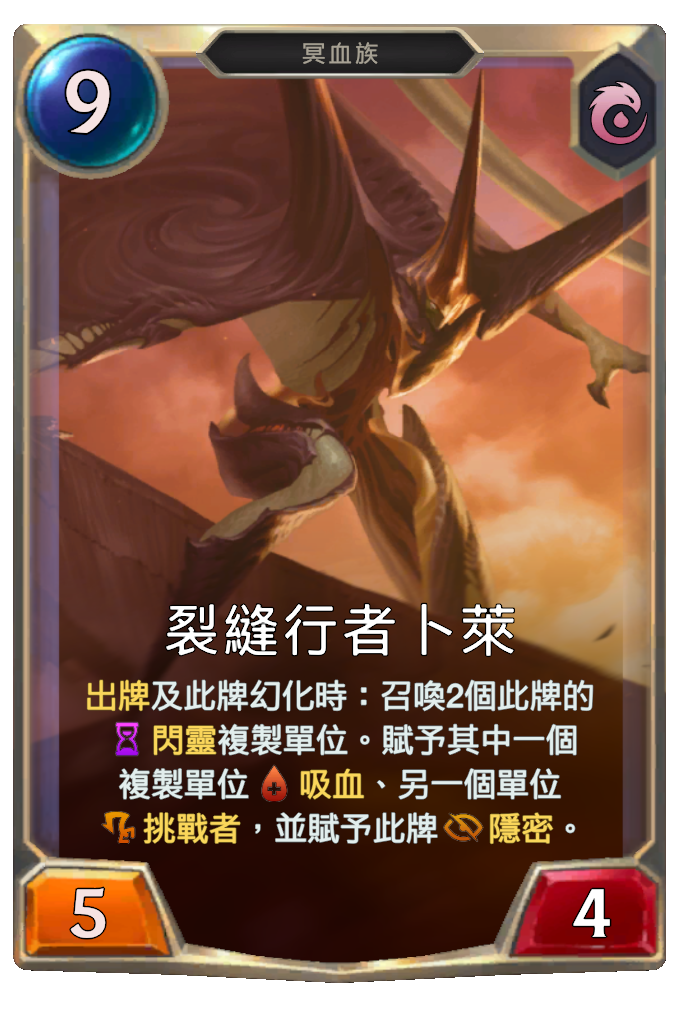 冥血族
9
裂縫行者卜萊
出牌及此牌幻化時：召喚2個此牌的
閃靈複製單位。賦予其中一個
複製單位 吸血、另一個單位
挑戰者，並賦予此牌 隱密。
5
4